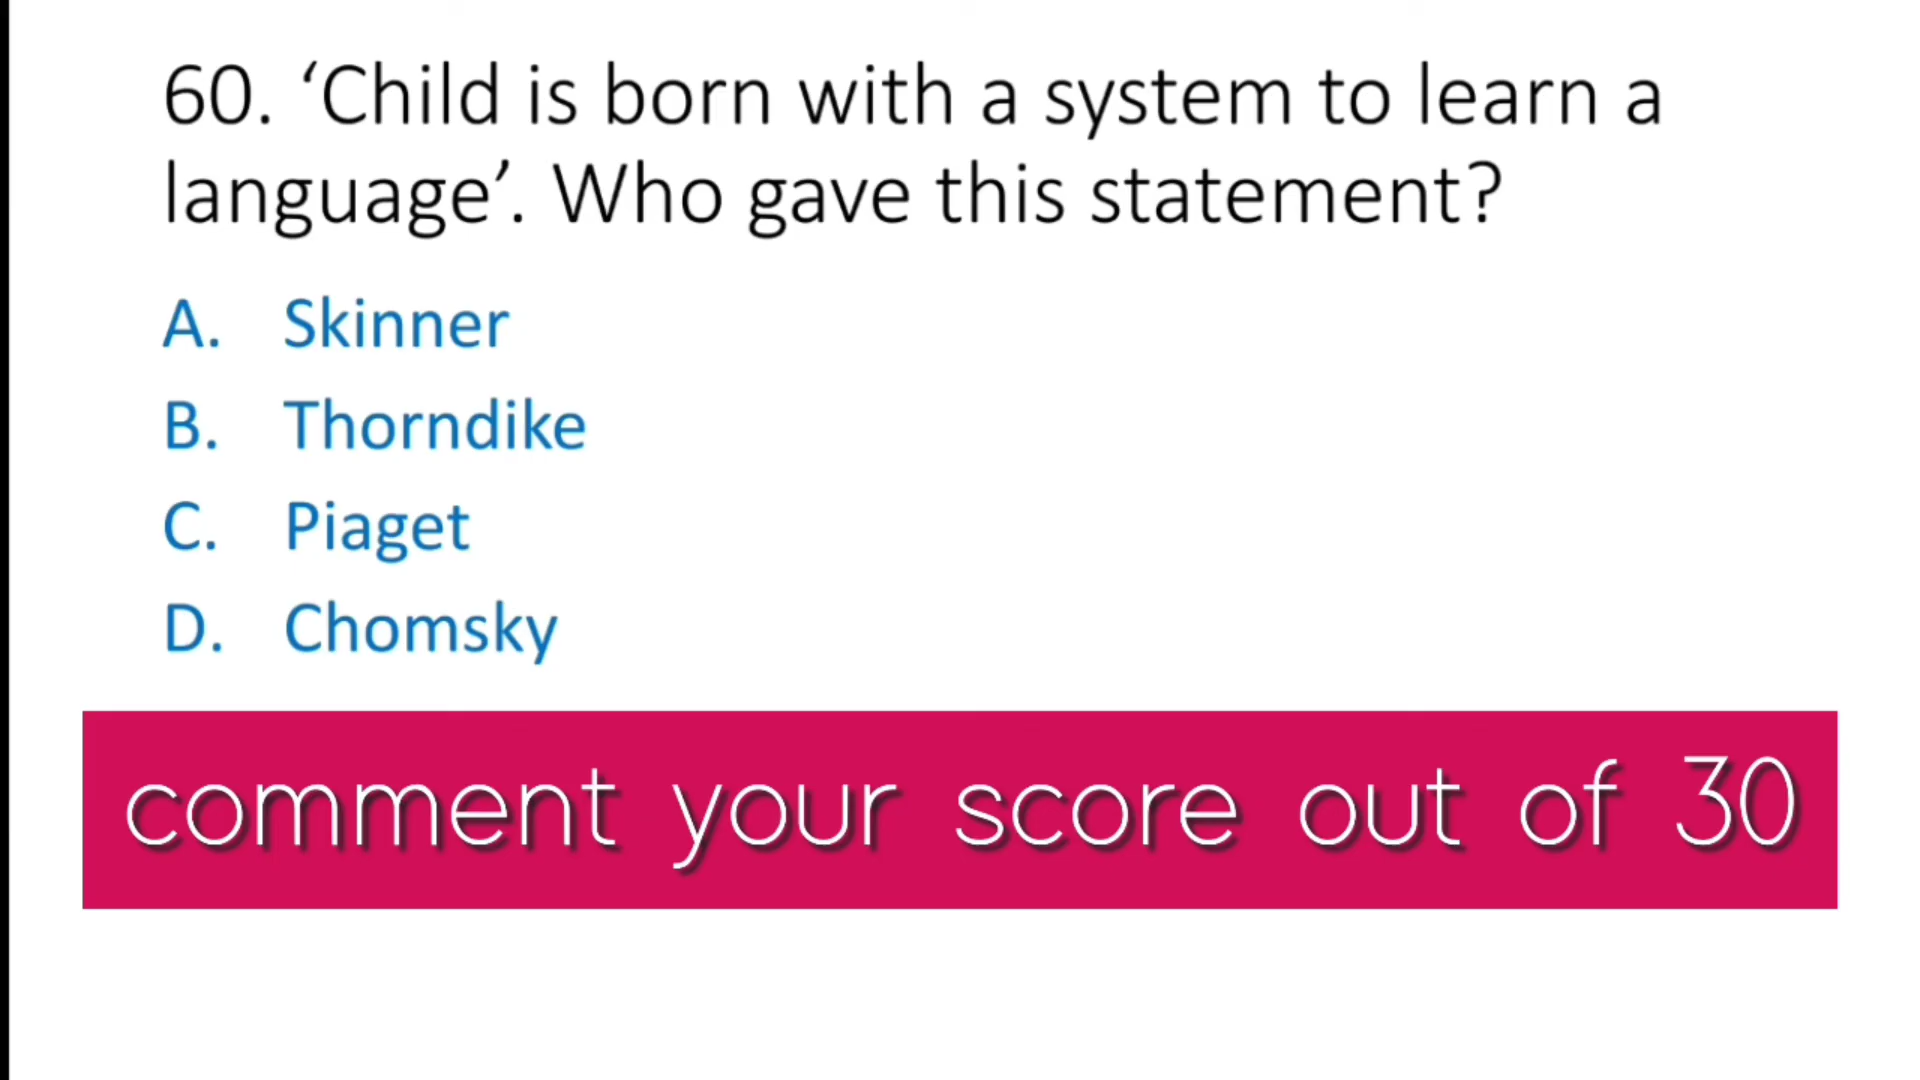 60. ‘Child is born with a system to learn a
language’. Who gave this statement?
A. Skinner
B. Thorndike
C. Piaget
D. Chomsky
comment your score out of 30